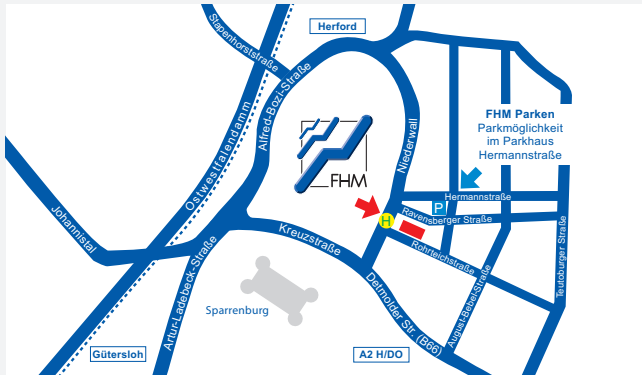 Herford
Stapenhorststraße
Alfred-Bozi-Straße
Ostwestfalendamm
FHM
Niederwall
FHM Parken
Parkmöglichkeit
im Parkhaus
Hermannstraße
Hermannstraße
P
H
Ravensberger Straße
Rohrteichstraße
Teutoburger Straße
August-Bebel-Straße
Johannistal
Kreuzstraße
Artur-Ladebeck-Straße
Sparrenburg
Detmolder Str. (B66)
Gütersloh
A2 H/DO